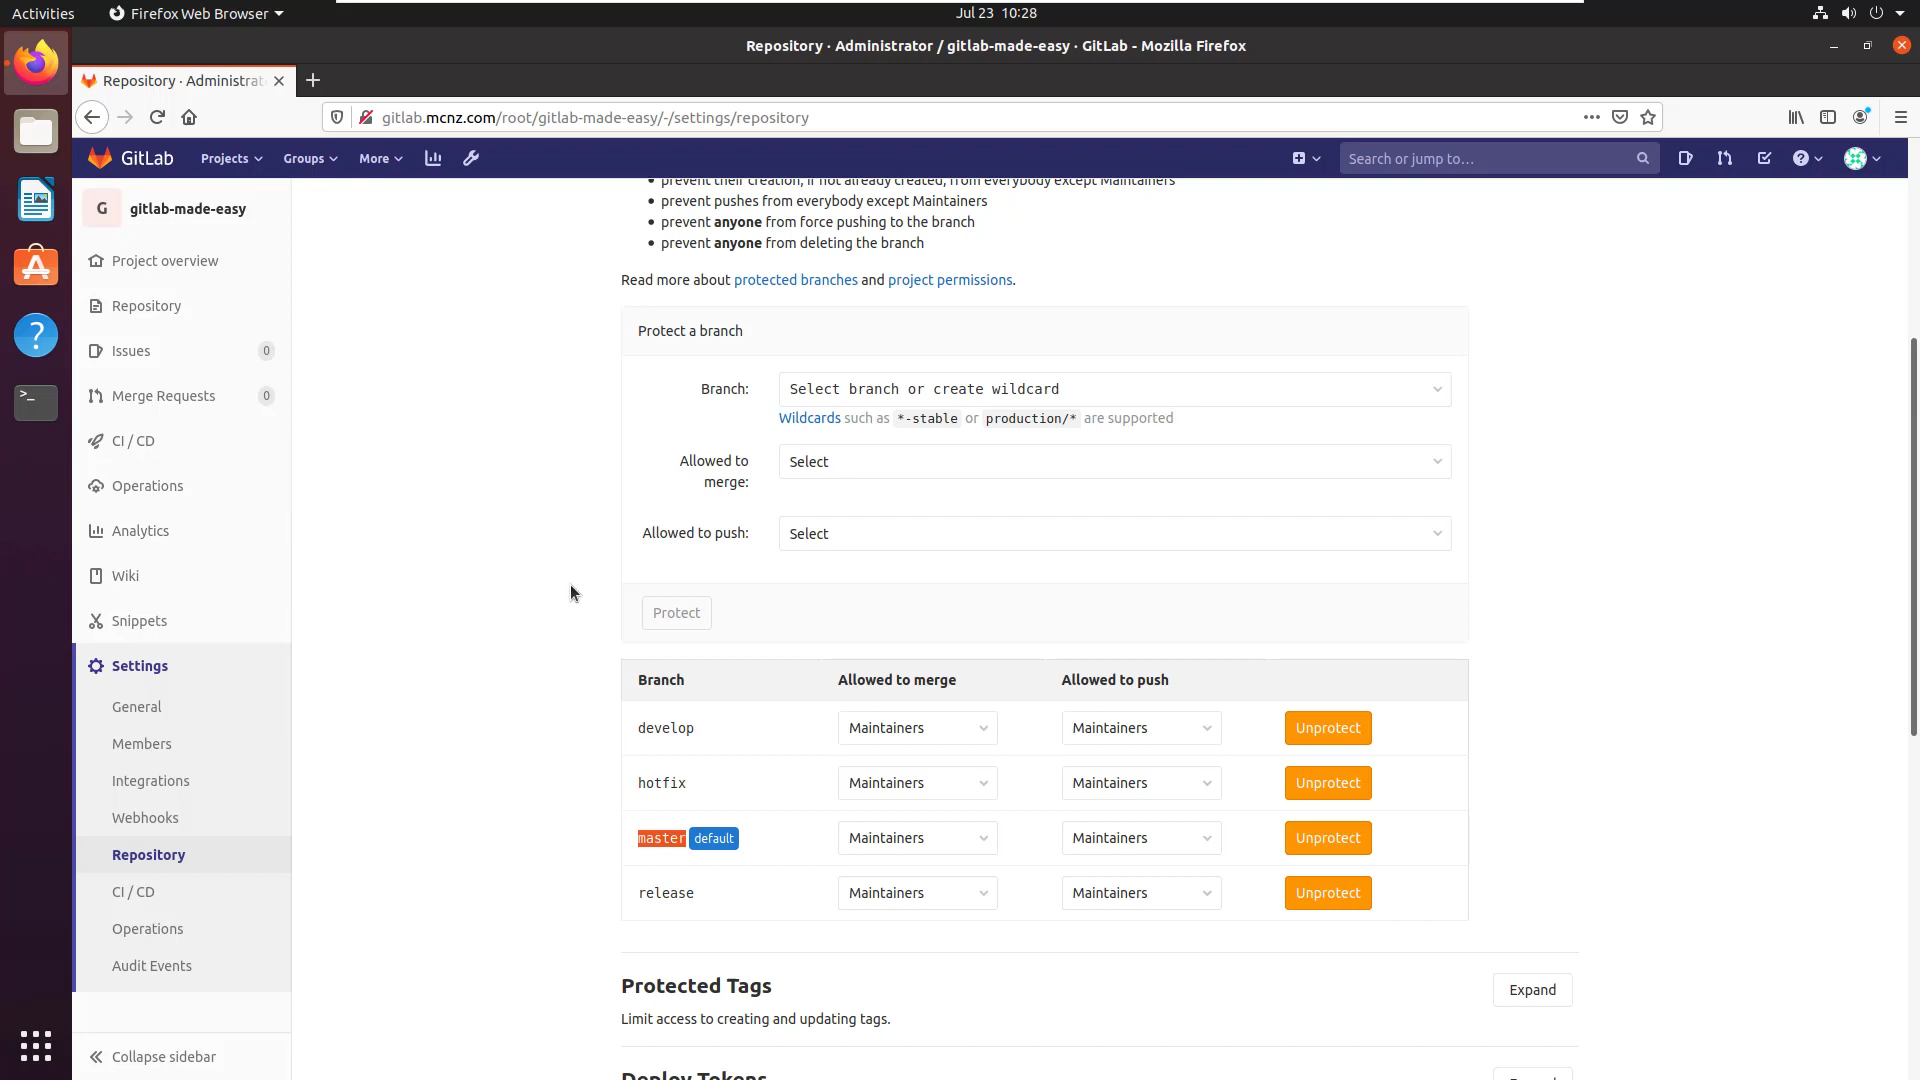 Activities
Firefox Web Browser
Jul 23 10:28
Repository · Administrator / gitlab-made-easy · GitLab - Mozilla Firefox
Repository · Administrat
gitlab.mcnz.com/root/gitlab-made-easy/-/settings/repository
GitLab
Projects
Groups
More
Search or jump to…
G
gitlab-made-easy
Project overview
Repository
Issues
0
Merge Requests
0
CI / CD
Operations
Analytics
Wiki
Snippets
Settings
General
Members
Integrations
Webhooks
Repository
CI / CD
Operations
Audit Events
Collapse sidebar
prevent their creation, if not already created, from everybody except Maintainers
prevent pushes from everybody except Maintainers
prevent anyone from force pushing to the branch
prevent anyone from deleting the branch
Read more about protected branches and project permissions.
Protect a branch
Branch:
Select branch or create wildcard
Wildcards such as *-stable or production/* are supported
Allowed to merge:
Select
Allowed to push:
Select
Protect
Branch Allowed to merge Allowed to push
develop Maintainers Maintainers Unprotect
hotfix Maintainers Maintainers Unprotect
master default Maintainers Maintainers Unprotect
release Maintainers Maintainers Unprotect
Protected Tags
Expand
Limit access to creating and updating tags.
Deploy Tokens